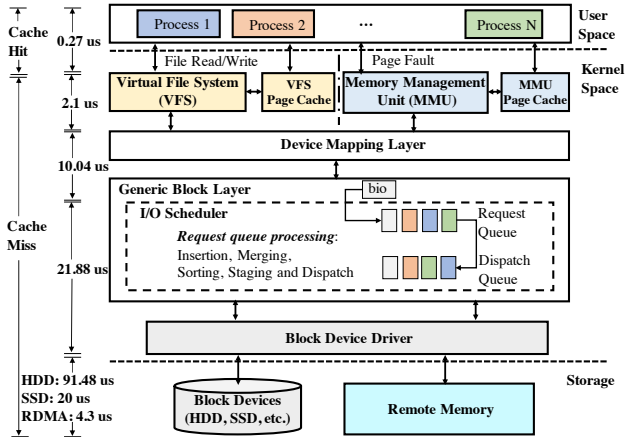 Cache
Hit
0.27 us
Process 1
Process 2
...
Process N
User
Space
File Read/Write
Page Fault
Kernel
Space
Virtual File System
(VFS)
VFS
Page Cache
Memory Management
Unit (MMU)
MMU
Page Cache
2.1 us
Device Mapping Layer
10.04 us
Generic Block Layer
bio
I/O Scheduler
Request queue processing:
Insertion, Merging,
Sorting, Staging and Dispatch
Request
Queue
Dispatch
Queue
Cache
Miss
21.88 us
Block Device Driver
HDD: 91.48 us
SSD: 20 us
RDMA: 4.3 us
Storage
Block Devices
(HDD, SSD, etc.)
Remote Memory